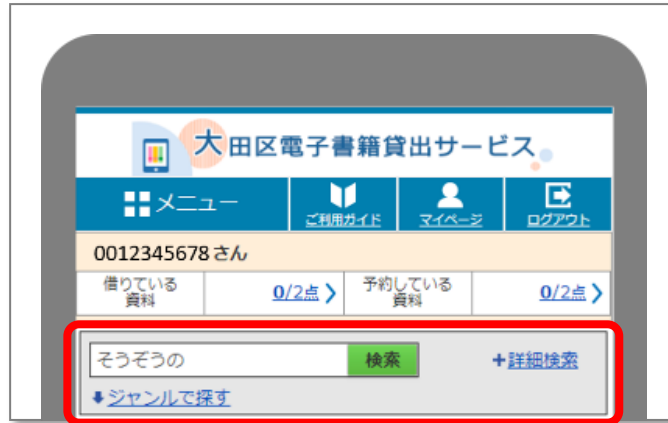 大田区電子書籍貸出サービス
メニュー ご利用ガイド マイページ ログアウト
0012345678さん
借りている資料 0/2点 予約している資料 0/2点
そうぞうの 検索 +詳細検索
ジャンルで探す